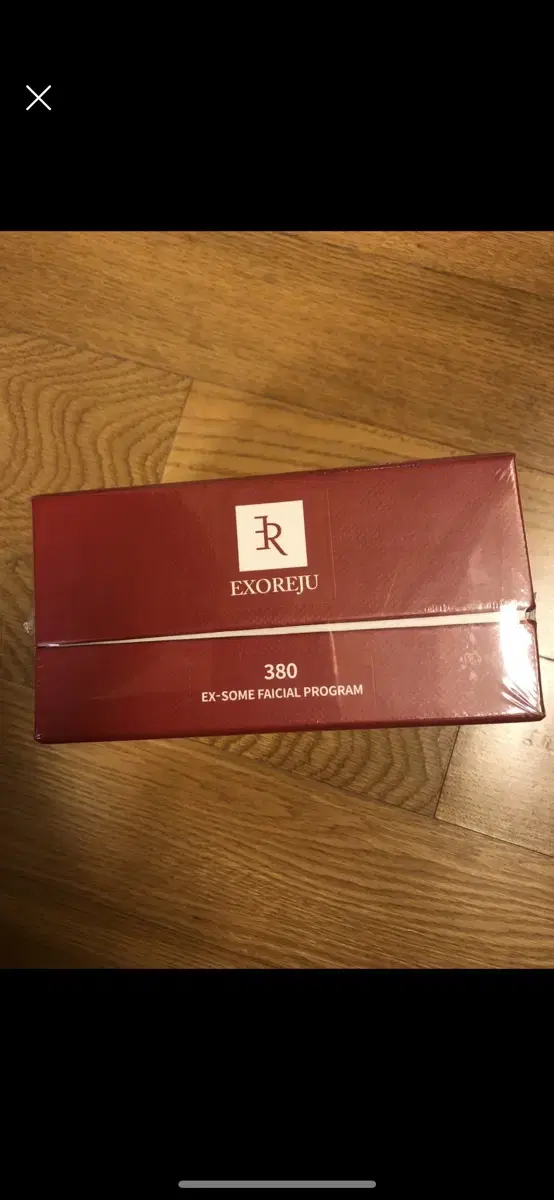 ER
EXOREJU
380
EX-SOME FAICIAL PROGRAM